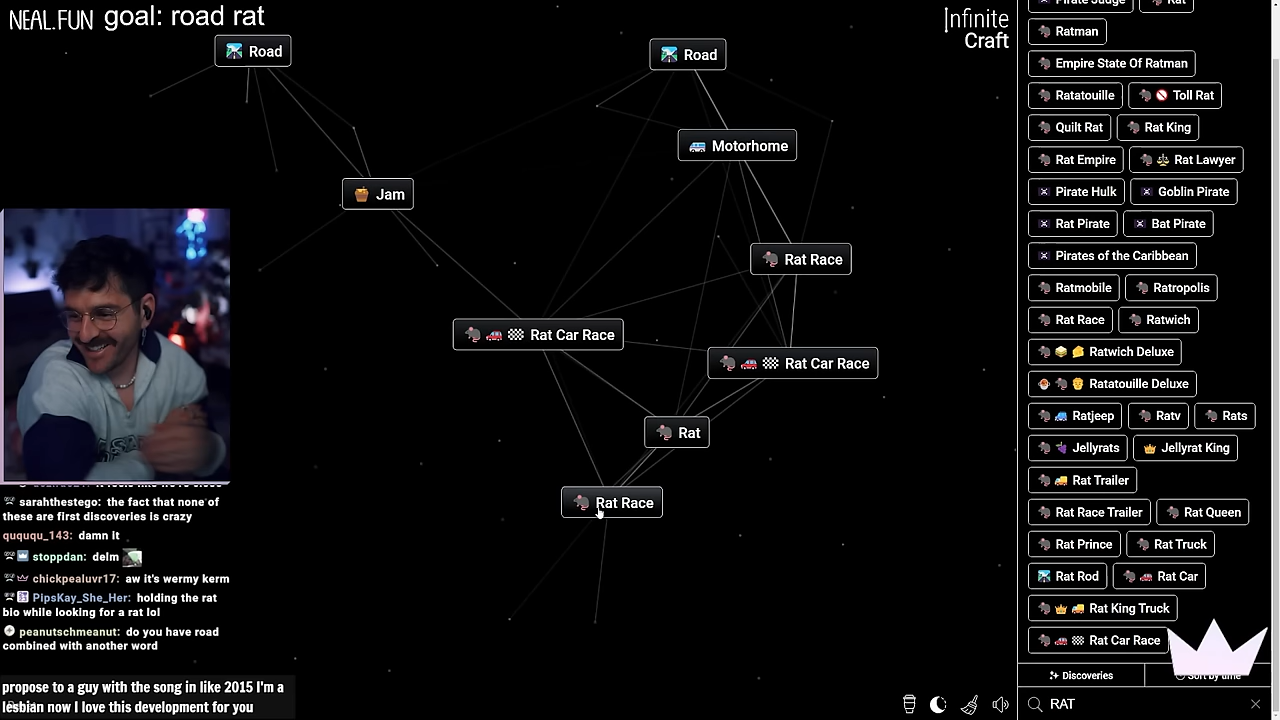 NEAL.FUN goal: road rat
Infinite
Craft
Road
Road
Motorhome
Jam
Rat Race
Rat Car Race
Rat Car Race
Rat
Rat Race
Pirate Judge
Rat
Ratman
Empire State Of Ratman
Ratatouille
Toll Rat
Quilt Rat
Rat King
Rat Empire
Rat Lawyer
Pirate Hulk
Goblin Pirate
Rat Pirate
Bat Pirate
Pirates of the Caribbean
Ratmobile
Ratropolis
Rat Race
Ratwich
Ratwich Deluxe
Ratatouille Deluxe
Ratjeep
Ratv
Rats
Jellyrats
Jellyrat King
Rat Trailer
Rat Race Trailer
Rat Queen
Rat Prince
Rat Truck
Rat Rod
Rat Car
Rat King Truck
Rat Car Race
Discoveries
Sort by time
RAT
sarahthestego: the fact that none of
these are first discoveries is crazy
rququ_143: damn it
stoppdan: delm
chickpealuvr17: aw it's wermy kerm
PipsKay_She_Her: holding the rat
bio while looking for a rat lol
peanutschmeanut: do you have road
combined with another word
propose to a guy with the song in like 2015 I'm a
lesbian now I love this development for you